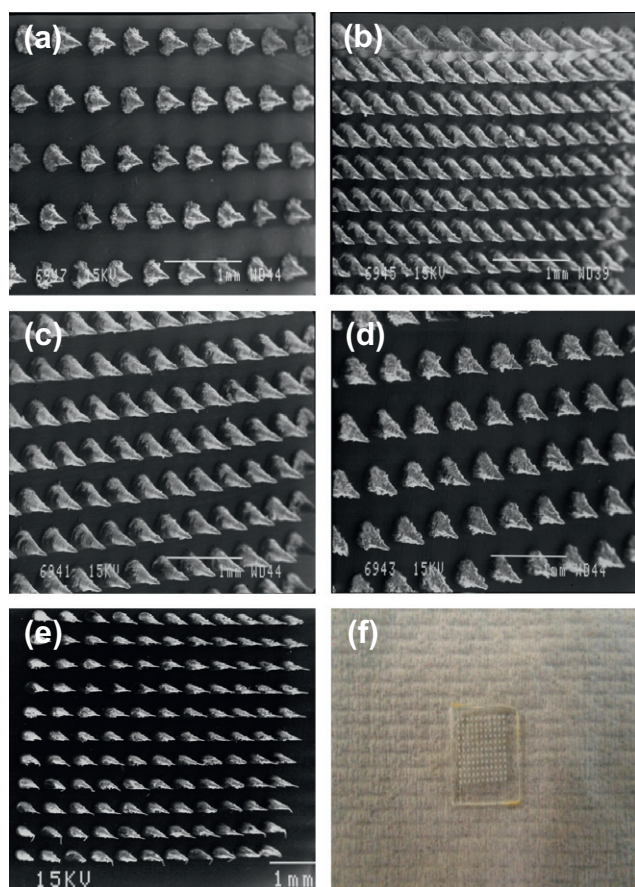 (a)
6947 15KV 1mm WD44
(b)
6945 15KV 1mm WD39
(c)
6941 15KV 1mm WD44
(d)
6943 15KV 1mm WD44
(e)
15KV 1mm
(f)